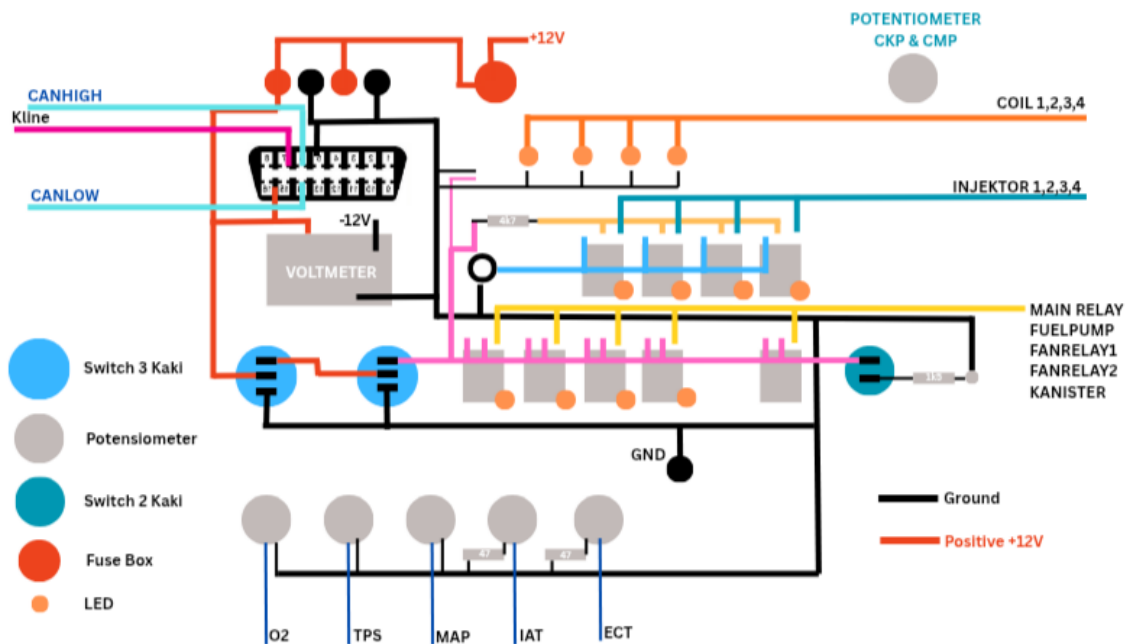 POTENTIOMETER
CKP & CMP
+12V
CANHIGH
Kline
COIL 1,2,3,4
CANLOW
INJEKTOR 1,2,3,4
-12V
4k7
VOLTMETER
MAIN RELAY
FUELPUMP
FANRELAY1
FANRELAY2
KANISTER
Switch 3 Kaki
1k5
Potensiometer
GND
Switch 2 Kaki
Ground
Positive +12V
Fuse Box
47
47
LED
O2
TPS
MAP
IAT
ECT